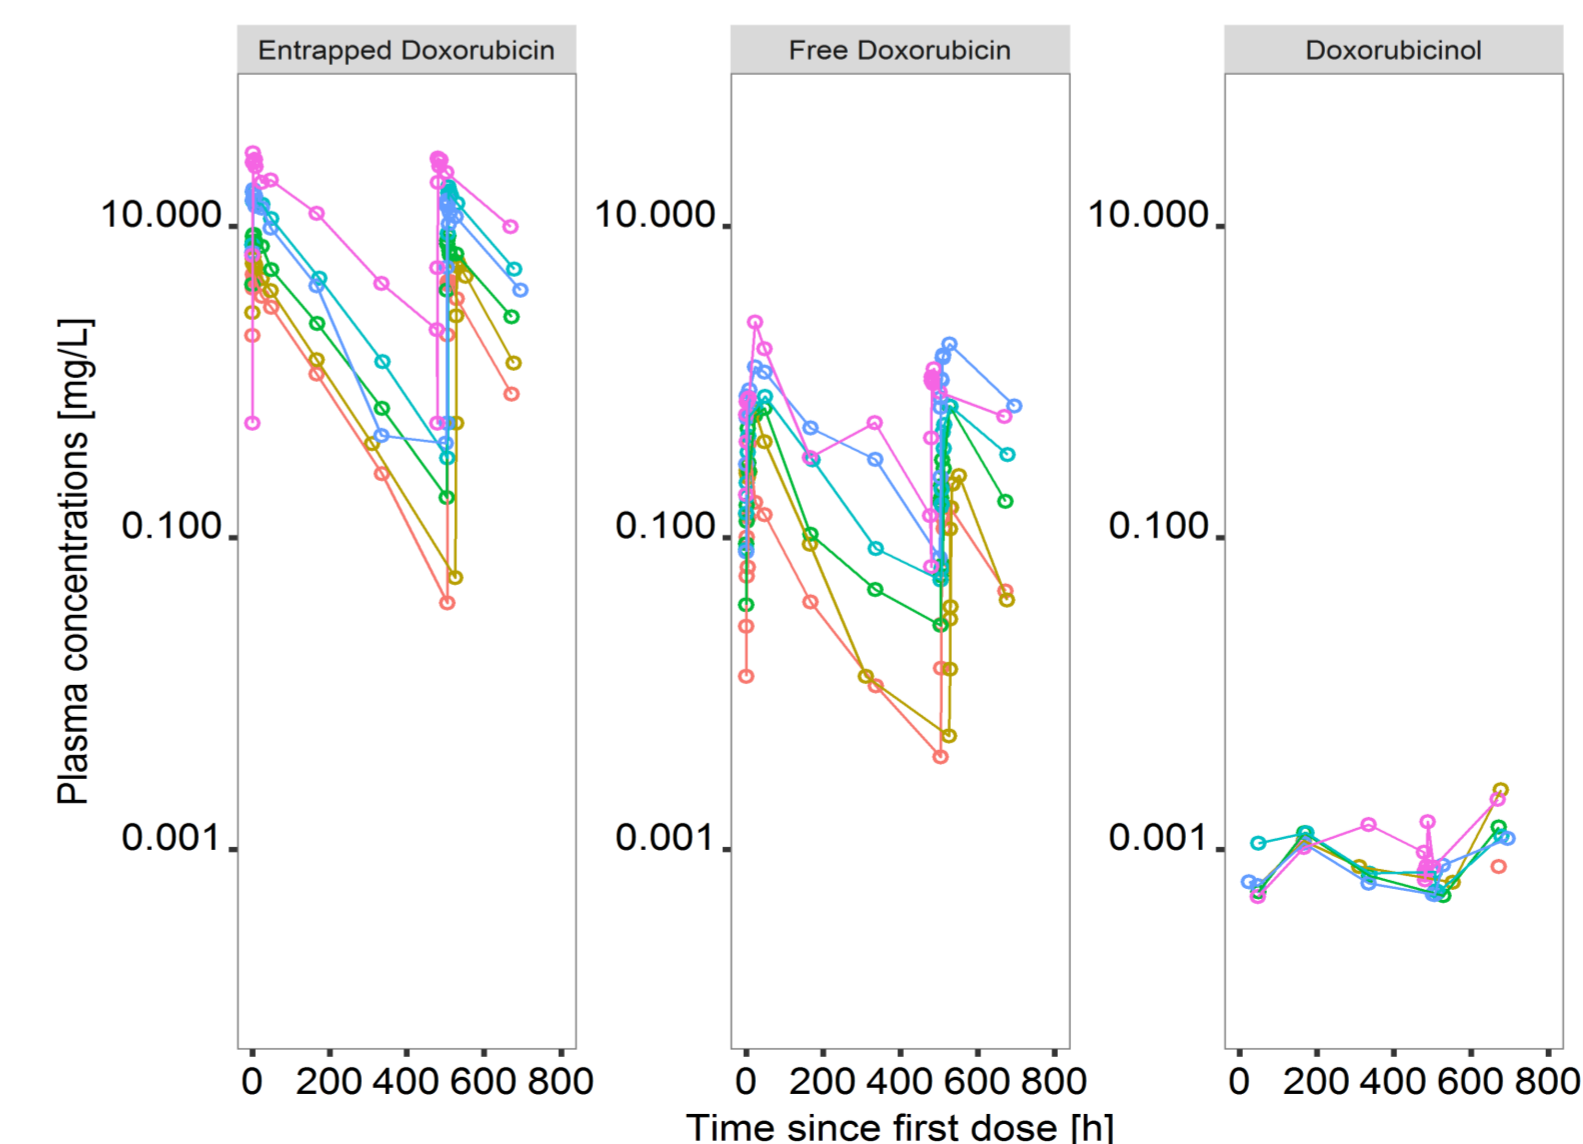 Entrapped Doxorubicin Free Doxorubicin Doxorubicinol
Plasma concentrations [mg/L]
10.000 10.000 10.000
0.100 0.100 0.100
0.001 0.001 0.001
0 200 400 600 800 0 200 400 600 800 0 200 400 600 800
Time since first dose [h]